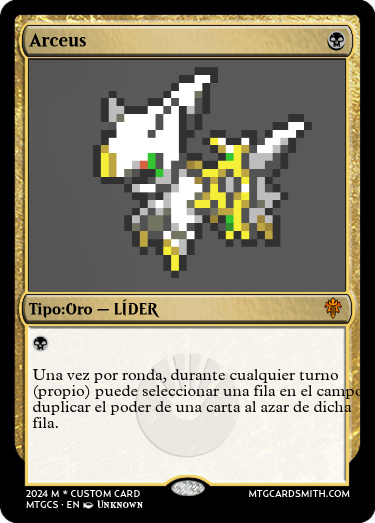 Arceus
Tipo:Oro — LÍDER
Una vez por ronda, durante cualquier turno
(propio) puede seleccionar una fila en el campo
duplicar el poder de una carta al azar de dicha
fila.
2024 M * CUSTOM CARD
MTGCS · EN Unknown
MTGCARDSMITH.COM